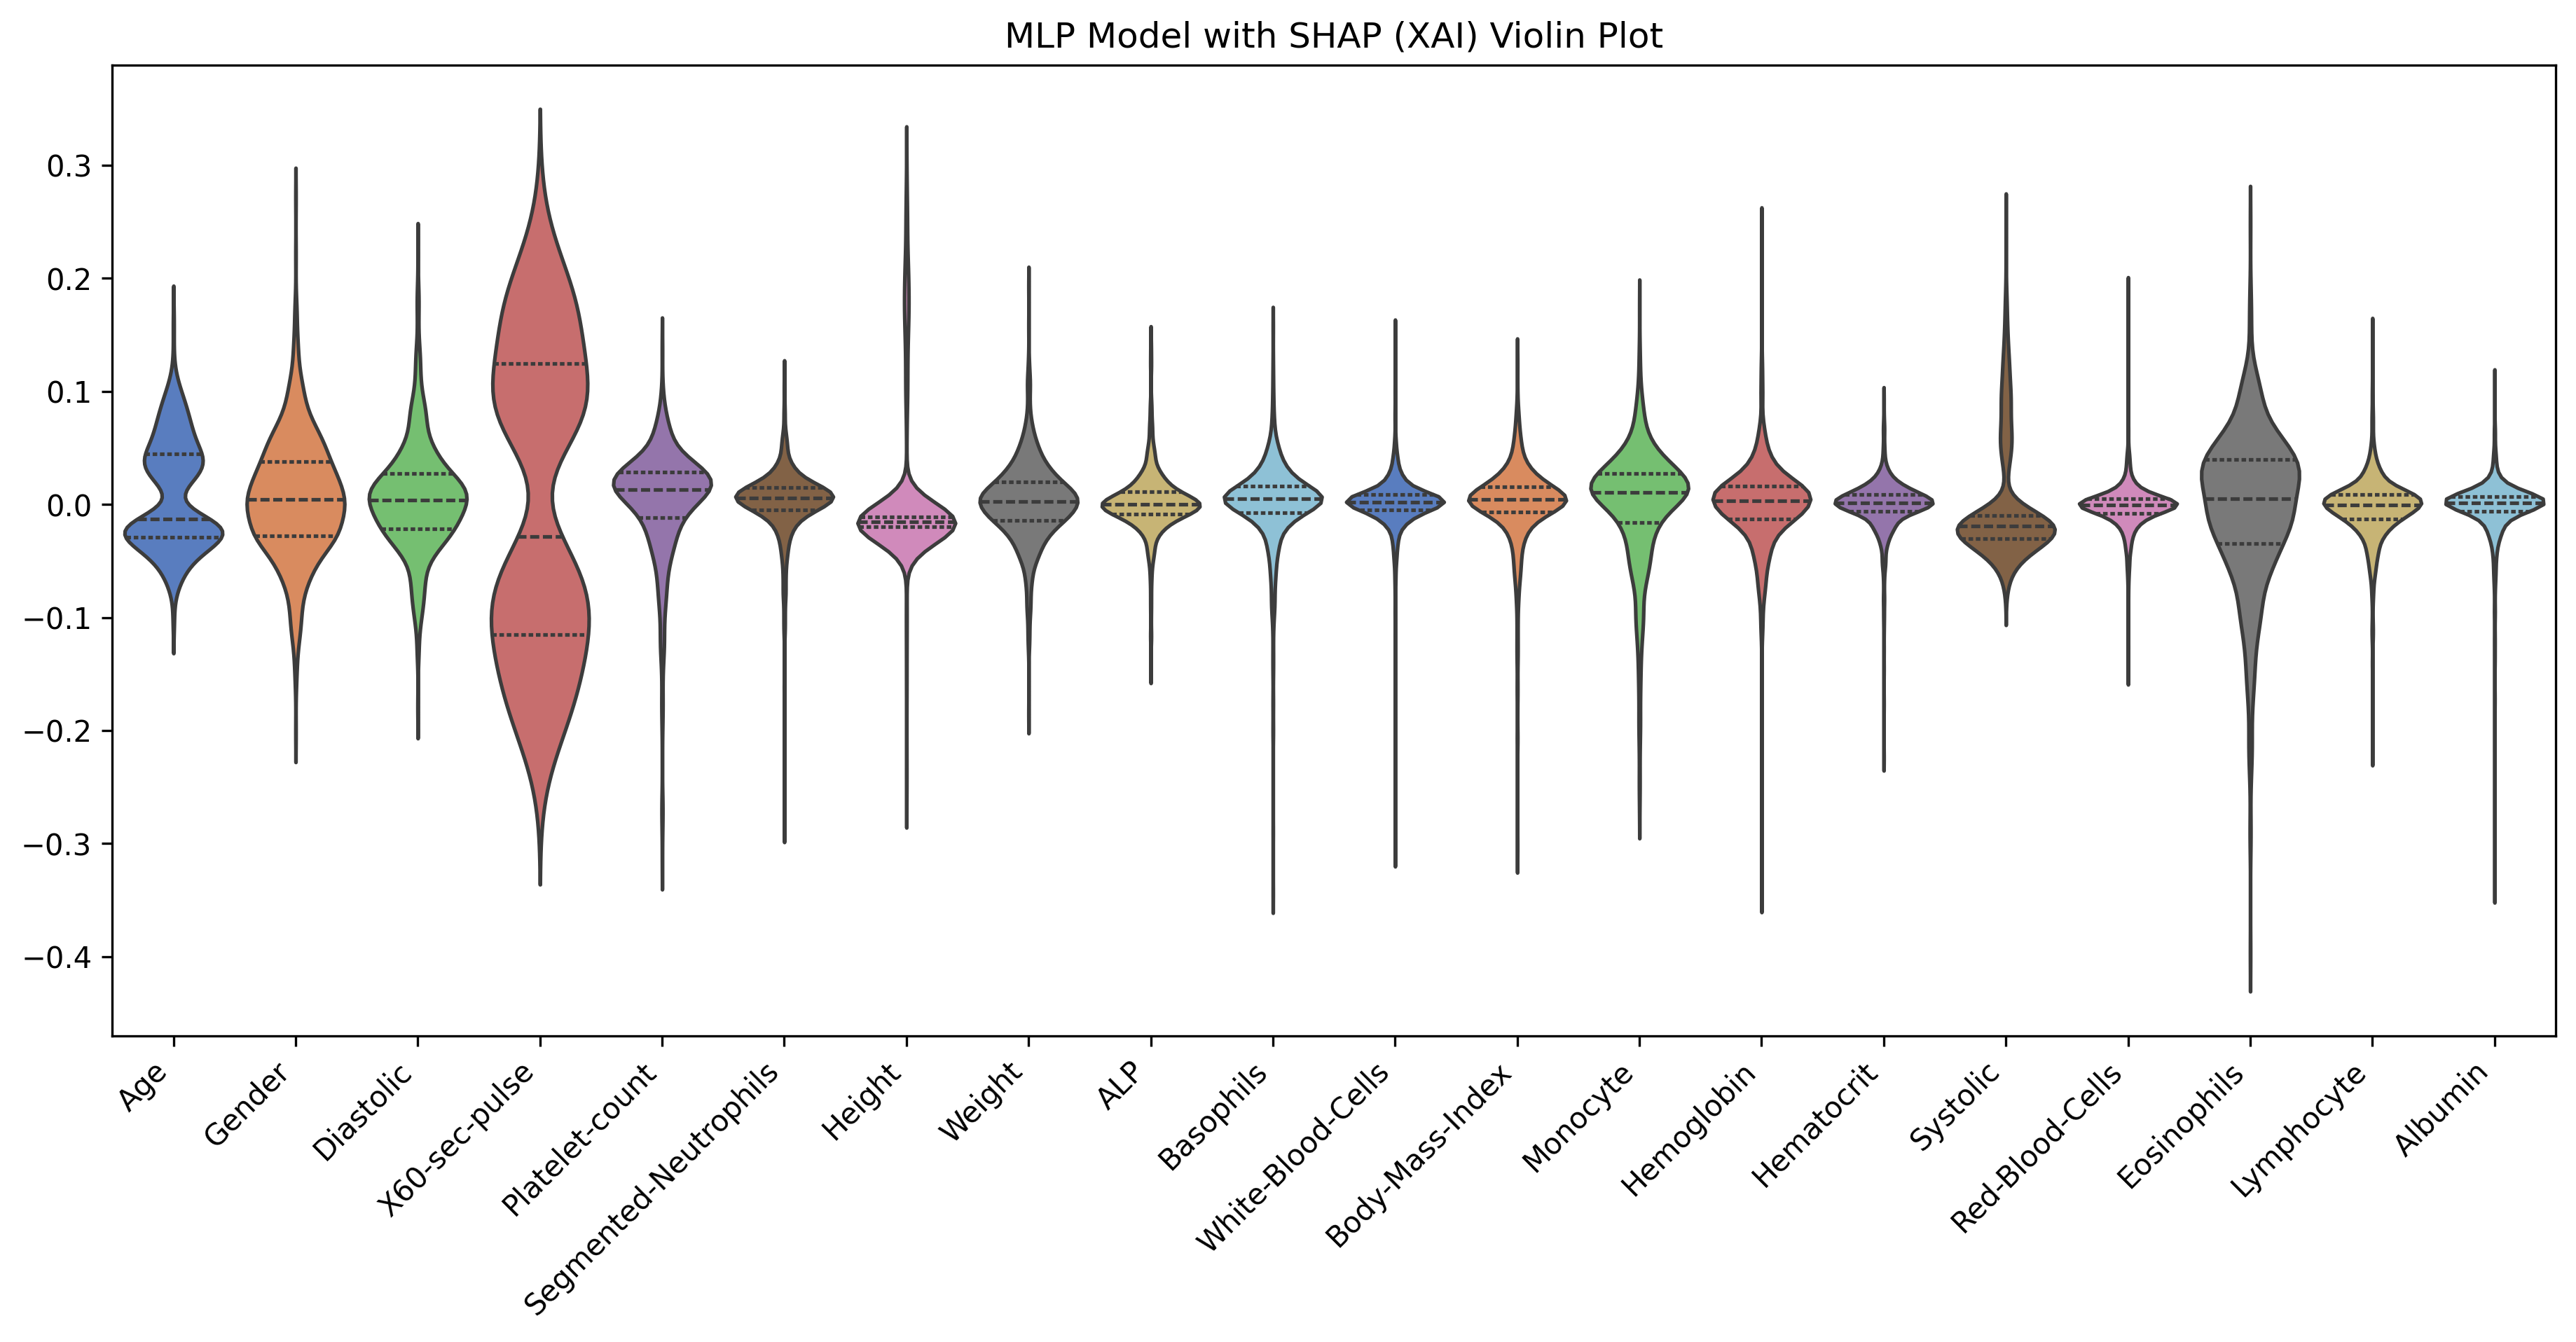 MLP Model with SHAP (XAI) Violin Plot
0.3
0.2
0.1
0.0
−0.1
−0.2
−0.3
−0.4
Age
Gender
Diastolic
X60-sec-pulse
Platelet-count
Segmented-Neutrophils
Height
Weight
ALP
Basophils
White-Blood-Cells
Body-Mass-Index
Monocyte
Hemoglobin
Hematocrit
Systolic
Red-Blood-Cells
Eosinophils
Lymphocyte
Albumin